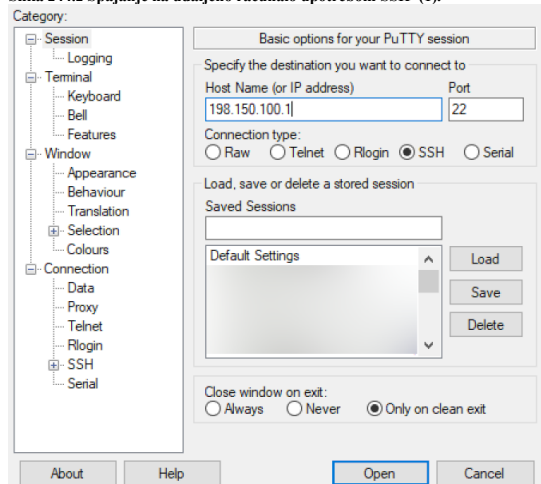 Category:
Session
Logging
Terminal
Keyboard
Bell
Features
Window
Appearance
Behaviour
Translation
Selection
Colours
Connection
Data
Proxy
Telnet
Rlogin
SSH
Serial
Basic options for your PuTTY session
Specify the destination you want to connect to
Host Name (or IP address) Port
198.150.100.1 22
Connection type:
Raw Telnet Rlogin SSH Serial
Load, save or delete a stored session
Saved Sessions
Default Settings
Load
Save
Delete
Close window on exit:
Always Never Only on clean exit
About Help Open Cancel